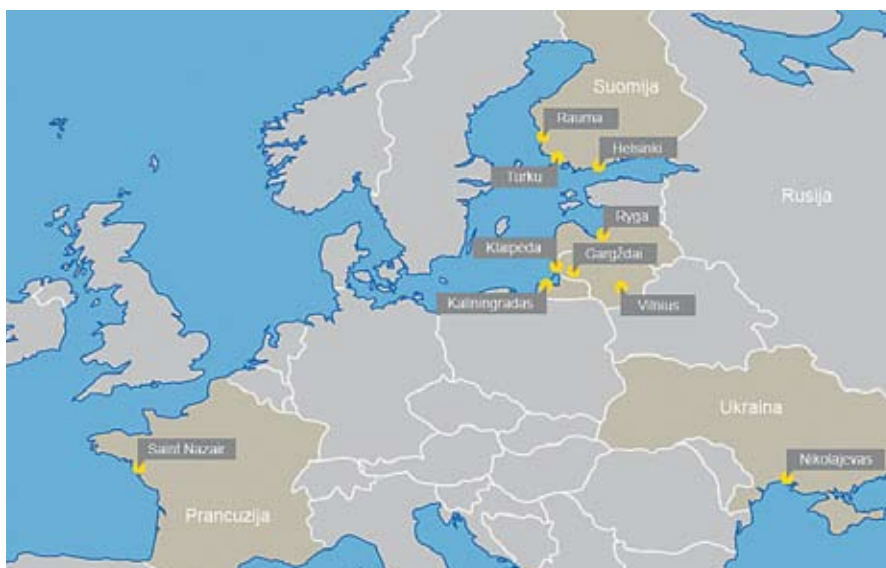 Suomija
Rauma
Helsinki
Turku
Rusija
Ryga
Klaipėda
Gargždai
Kaliningradas
Vilnius
Ukraina
Saint Nazair
Nikolajevas
Prancuzija